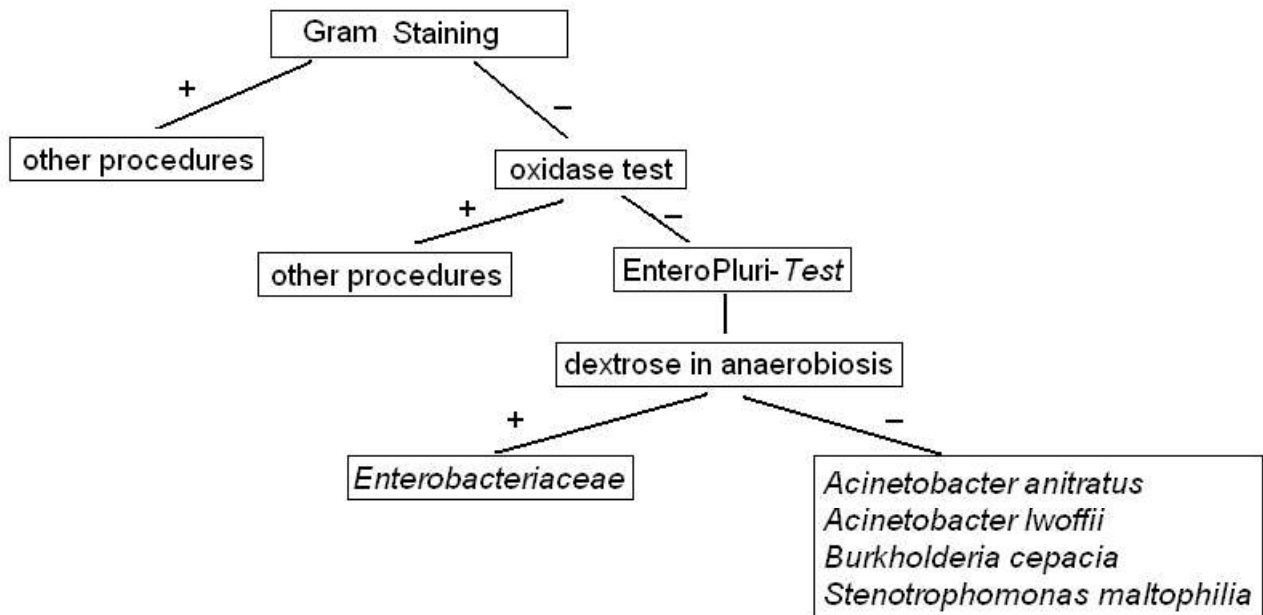 Gram Staining
+
–
other procedures
oxidase test
+
–
other procedures
EnteroPluri-Test
dextrose in anaerobiosis
+
–
Enterobacteriaceae
Acinetobacter anitratus
Acinetobacter lwoffii
Burkholderia cepacia
Stenotrophomonas maltophilia